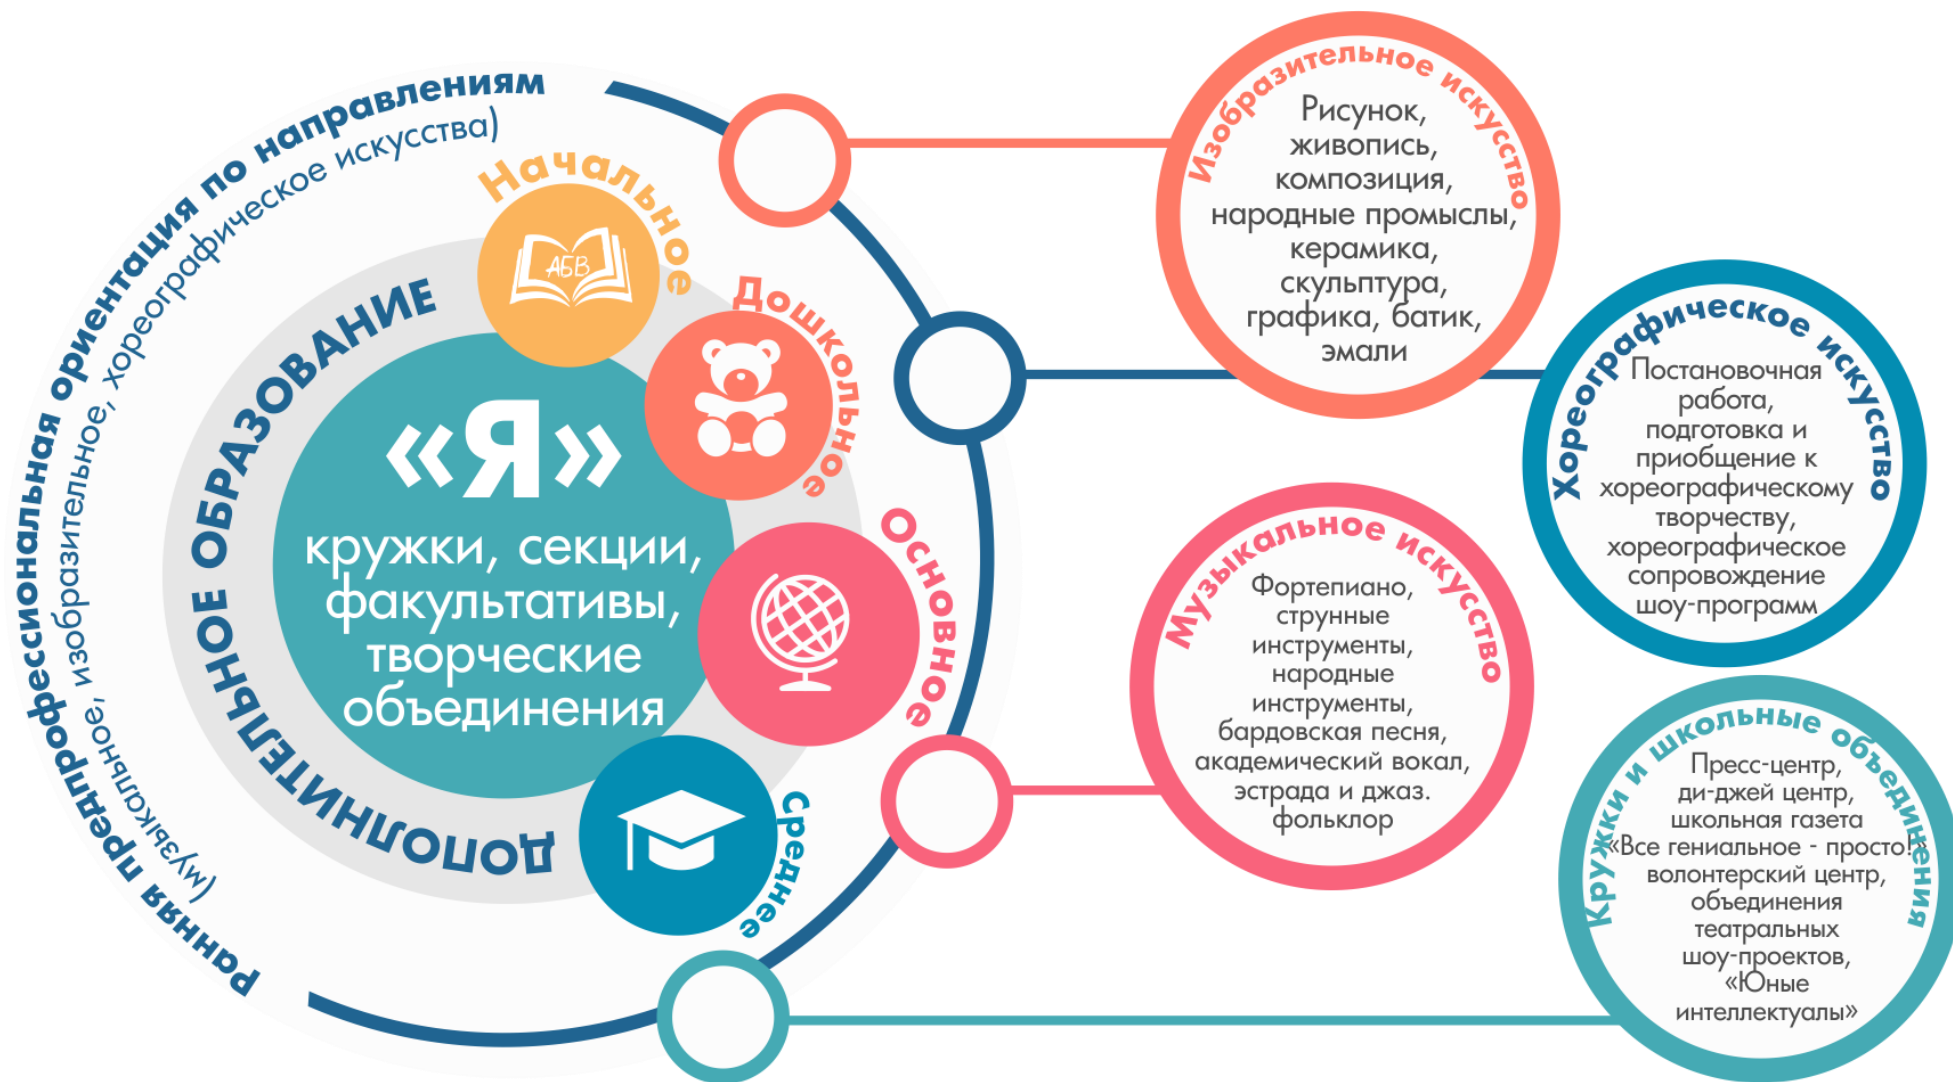 Ранняя предпрофессиональная ориентация по направлениям
(музыкальное, изобразительное, хореографическое искусства)
ДОПОЛНИТЕЛЬНОЕ ОБРАЗОВАНИЕ
«Я»
кружки, секции,
факультативы,
творческие
объединения
Начальное
АБВ
Дошкольное
Основное
Среднее
Изобразительное искусство
Рисунок,
живопись,
композиция,
народные промыслы,
керамика,
скульптура,
графика, батик,
эмали
Хореографическое искусство
Постановочная
работа,
подготовка и
приобщение к
хореографическому
творчеству,
хореографическое
сопровождение
шоу-программ
Музыкальное искусство
Фортепиано,
струнные
инструменты,
народные
инструменты,
бардовская песня,
академический вокал,
эстрада и джаз.
фольклор
Кружки и школьные объединения
Пресс-центр,
ди-джей центр,
школьная газета
«Все гениальное - просто!»
волонтерский центр,
объединения
театральных
шоу-проектов,
«Юные
интеллектуалы»